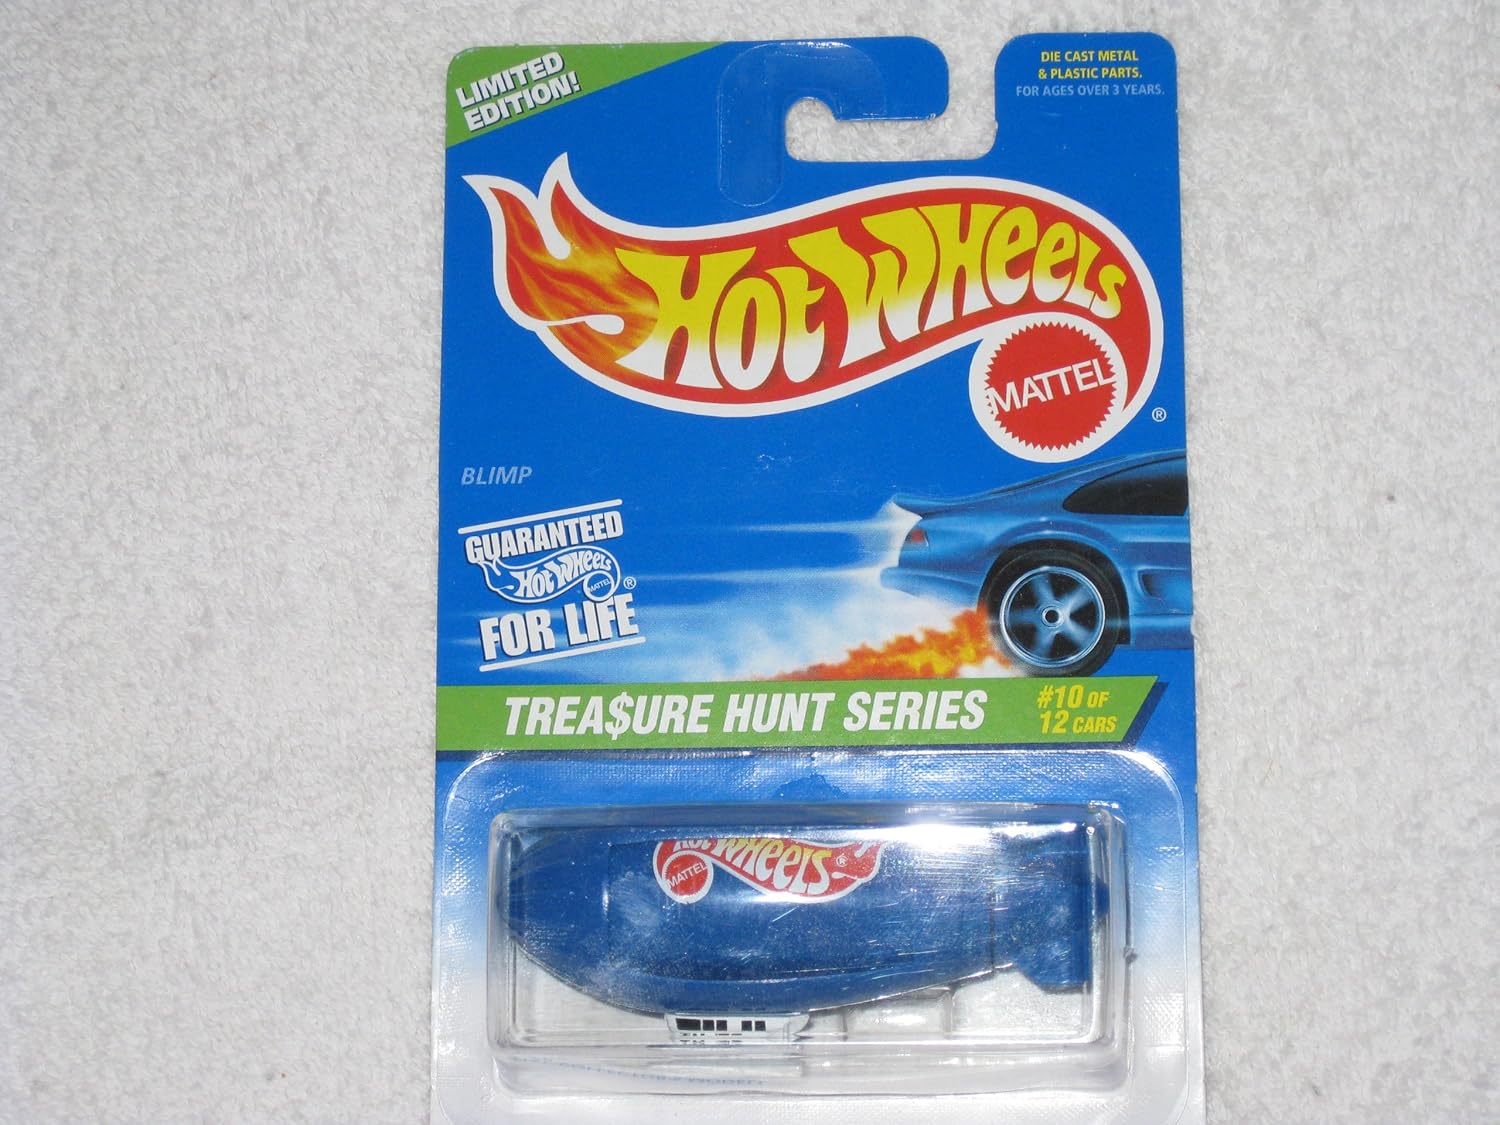 LIMITED
EDITION!
DIE CAST METAL
& PLASTIC PARTS.
FOR AGES OVER 3 YEARS.
HOT WHEELS
MATTEL
®
BLIMP
GUARANTEED
HOT WHEELS
MATTEL
®
FOR LIFE
TREA$URE HUNT SERIES
#10 OF
12 CARS
HOT WHEELS
®
MATTEL